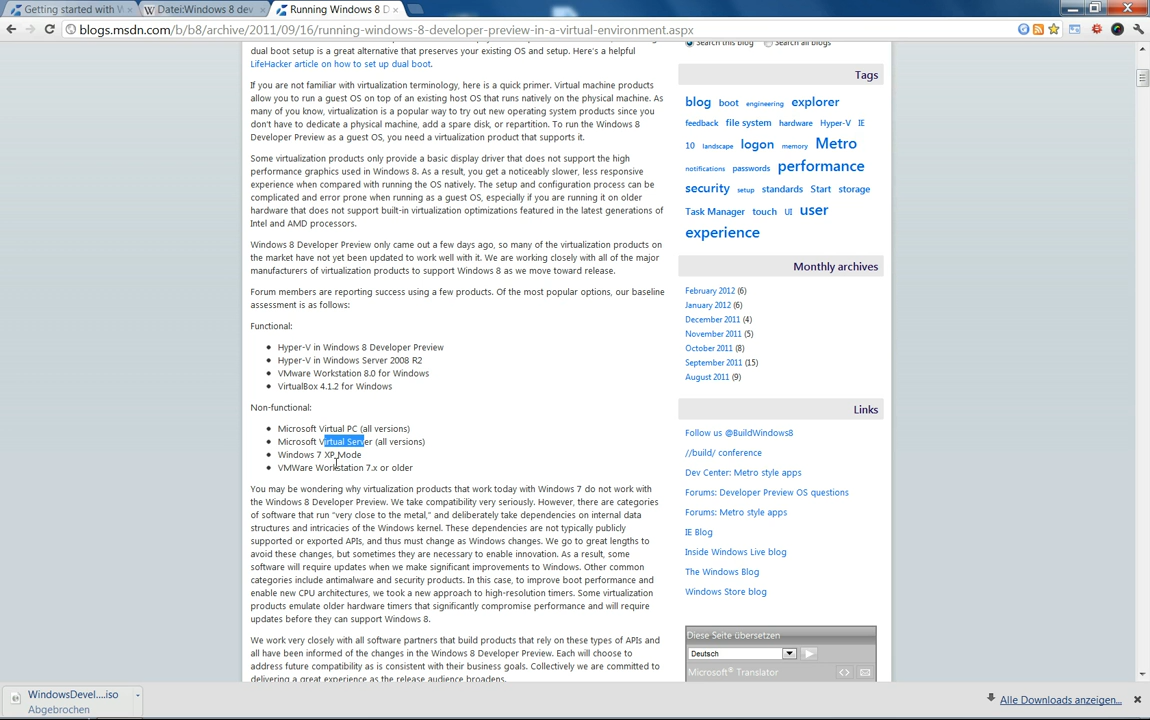 Getting started with W
Datei:Windows 8 dev
Running Windows 8 D
blogs.msdn.com/b/b8/archive/2011/09/16/running-windows-8-developer-preview-in-a-virtual-environment.aspx
dual boot setup is a great alternative that preserves your existing OS and setup. Here's a helpful
LifeHacker article on how to set up dual boot.
If you are not familiar with virtualization terminology, here is a quick primer. Virtual machine products
allow you to run a guest OS on top of an existing host OS that runs natively on the physical machine. As
many of you know, virtualization is a popular way to try out new operating system products since you
don't have to dedicate a physical machine, add a spare disk, or repartition. To run the Windows 8
Developer Preview as a guest OS, you need a virtualization product that supports it.
Some virtualization products only provide a basic display driver that does not support the high
performance graphics used in Windows 8. As a result, you get a noticeably slower, less responsive
experience when compared with running the OS natively. The setup and configuration process can be
complicated and error prone when running as a guest OS, especially if you are running it on older
hardware that does not support built-in virtualization optimizations featured in the latest generations of
Intel and AMD processors.
Windows 8 Developer Preview only came out a few days ago, so many of the virtualization products on
the market have not yet been updated to work well with it. We are working closely with all of the major
manufacturers of virtualization products to support Windows 8 as we move toward release.
Forum members are reporting success using a few products. Of the most popular options, our baseline
assessment is as follows:
Functional:
Hyper-V in Windows 8 Developer Preview
Hyper-V in Windows Server 2008 R2
VMware Workstation 8.0 for Windows
VirtualBox 4.1.2 for Windows
Non-functional:
Microsoft Virtual PC (all versions)
Microsoft Virtual Server (all versions)
Windows 7 XP Mode
VMWare Workstation 7.x or older
You may be wondering why virtualization products that work today with Windows 7 do not work with
the Windows 8 Developer Preview. We take compatibility very seriously. However, there are categories
of software that run "very close to the metal," and deliberately take dependencies on internal data
structures and intricacies of the Windows kernel. These dependencies are not typically publicly
supported or exported APIs, and thus must change as Windows changes. We go to great lengths to
avoid these changes, but sometimes they are necessary to enable innovation. As a result, some
software will require updates when we make significant improvements to Windows. Other common
categories include antimalware and security products. In this case, to improve boot performance and
enable new CPU architectures, we took a new approach to high-resolution timers. Some virtualization
products emulate older hardware timers that significantly compromise performance and will require
updates before they can support Windows 8.
We work very closely with all software partners that build products that rely on these types of APIs and
all have been informed of the changes in the Windows 8 Developer Preview. Each will choose to
address future compatibility as is consistent with their business goals. Collectively we are committed to
delivering a great experience as the release audience broadens.
Search this blog Search all blogs
Tags
blog boot engineering explorer
feedback file system hardware Hyper-V IE
10 landscape logon memory Metro
notifications passwords performance
security setup standards Start storage
Task Manager touch UI user
experience
Monthly archives
February 2012 (6)
January 2012 (6)
December 2011 (4)
November 2011 (5)
October 2011 (8)
September 2011 (15)
August 2011 (9)
Links
Follow us @BuildWindows8
//build/ conference
Dev Center: Metro style apps
Forums: Developer Preview OS questions
Forums: Metro style apps
IE Blog
Inside Windows Live blog
The Windows Blog
Windows Store blog
Diese Seite übersetzen
Deutsch
Microsoft® Translator
WindowsDevel....iso
Abgebrochen
Alle Downloads anzeigen...